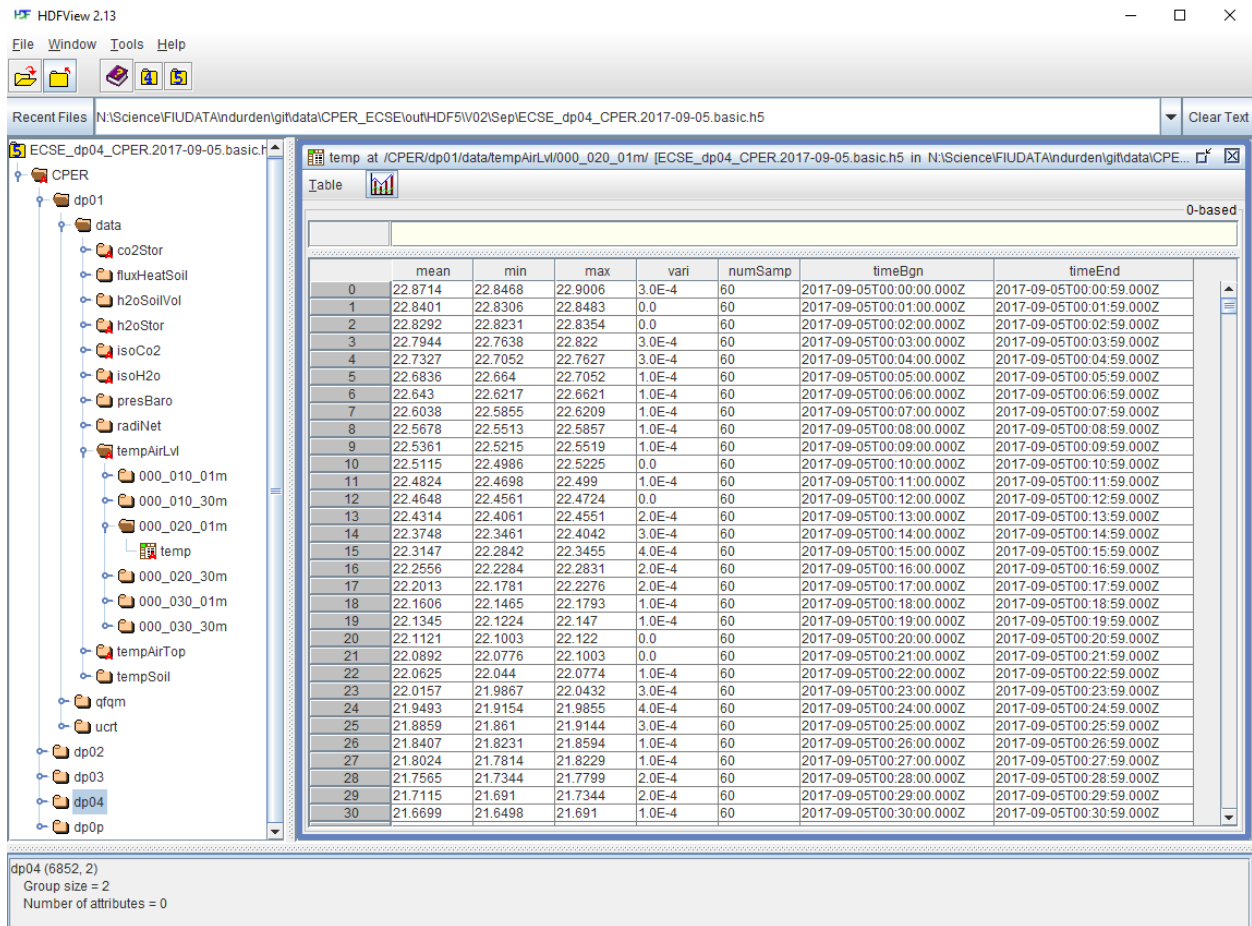 HDFView 2.13
File Window Tools Help
Recent Files N:\Science\FIUDATA\ndurden\git\data\CPER_ECSE\out\HDF5\V02\Sep\ECSE_dp04_CPER.2017-09-05.basic.h5 Clear Text
ECSE_dp04_CPER.2017-09-05.basic.h
CPER
dp01
data
co2Stor
fluxHeatSoil
h2oSoilVol
h2oStor
isoCo2
isoH2o
presBaro
radiNet
tempAirLvl
000_010_01m
000_010_30m
000_020_01m
temp
000_020_30m
000_030_01m
000_030_30m
tempAirTop
tempSoil
qfqm
ucrt
dp02
dp03
dp04
dp0p
temp at /CPER/dp01/data/tempAirLvl/000_020_01m/ [ECSE_dp04_CPER.2017-09-05.basic.h5 in N:\Science\FIUDATA\ndurden\git\data\CPE...
Table
0-based
mean min max vari numSamp timeBgn timeEnd
0 22.8714 22.8468 22.9006 3.0E-4 60 2017-09-05T00:00:00.000Z 2017-09-05T00:00:59.000Z
1 22.8401 22.8306 22.8483 0.0 60 2017-09-05T00:01:00.000Z 2017-09-05T00:01:59.000Z
2 22.8292 22.8231 22.8354 0.0 60 2017-09-05T00:02:00.000Z 2017-09-05T00:02:59.000Z
3 22.7944 22.7638 22.822 3.0E-4 60 2017-09-05T00:03:00.000Z 2017-09-05T00:03:59.000Z
4 22.7327 22.7052 22.7627 3.0E-4 60 2017-09-05T00:04:00.000Z 2017-09-05T00:04:59.000Z
5 22.6836 22.664 22.7052 1.0E-4 60 2017-09-05T00:05:00.000Z 2017-09-05T00:05:59.000Z
6 22.643 22.6217 22.6621 1.0E-4 60 2017-09-05T00:06:00.000Z 2017-09-05T00:06:59.000Z
7 22.6038 22.5855 22.6209 1.0E-4 60 2017-09-05T00:07:00.000Z 2017-09-05T00:07:59.000Z
8 22.5678 22.5513 22.5857 1.0E-4 60 2017-09-05T00:08:00.000Z 2017-09-05T00:08:59.000Z
9 22.5361 22.5215 22.5519 1.0E-4 60 2017-09-05T00:09:00.000Z 2017-09-05T00:09:59.000Z
10 22.5115 22.4986 22.5225 0.0 60 2017-09-05T00:10:00.000Z 2017-09-05T00:10:59.000Z
11 22.4824 22.4698 22.499 1.0E-4 60 2017-09-05T00:11:00.000Z 2017-09-05T00:11:59.000Z
12 22.4648 22.4561 22.4724 0.0 60 2017-09-05T00:12:00.000Z 2017-09-05T00:12:59.000Z
13 22.4314 22.4061 22.4551 2.0E-4 60 2017-09-05T00:13:00.000Z 2017-09-05T00:13:59.000Z
14 22.3748 22.3461 22.4042 3.0E-4 60 2017-09-05T00:14:00.000Z 2017-09-05T00:14:59.000Z
15 22.3147 22.2842 22.3455 4.0E-4 60 2017-09-05T00:15:00.000Z 2017-09-05T00:15:59.000Z
16 22.2556 22.2284 22.2831 2.0E-4 60 2017-09-05T00:16:00.000Z 2017-09-05T00:16:59.000Z
17 22.2013 22.1781 22.2276 2.0E-4 60 2017-09-05T00:17:00.000Z 2017-09-05T00:17:59.000Z
18 22.1606 22.1465 22.1793 1.0E-4 60 2017-09-05T00:18:00.000Z 2017-09-05T00:18:59.000Z
19 22.1345 22.1224 22.147 1.0E-4 60 2017-09-05T00:19:00.000Z 2017-09-05T00:19:59.000Z
20 22.1121 22.1003 22.122 0.0 60 2017-09-05T00:20:00.000Z 2017-09-05T00:20:59.000Z
21 22.0892 22.0776 22.1003 0.0 60 2017-09-05T00:21:00.000Z 2017-09-05T00:21:59.000Z
22 22.0625 22.044 22.0774 1.0E-4 60 2017-09-05T00:22:00.000Z 2017-09-05T00:22:59.000Z
23 22.0157 21.9867 22.0432 3.0E-4 60 2017-09-05T00:23:00.000Z 2017-09-05T00:23:59.000Z
24 21.9493 21.9154 21.9855 4.0E-4 60 2017-09-05T00:24:00.000Z 2017-09-05T00:24:59.000Z
25 21.8859 21.861 21.9144 3.0E-4 60 2017-09-05T00:25:00.000Z 2017-09-05T00:25:59.000Z
26 21.8407 21.8231 21.8594 1.0E-4 60 2017-09-05T00:26:00.000Z 2017-09-05T00:26:59.000Z
27 21.8024 21.7814 21.8229 1.0E-4 60 2017-09-05T00:27:00.000Z 2017-09-05T00:27:59.000Z
28 21.7565 21.7344 21.7799 2.0E-4 60 2017-09-05T00:28:00.000Z 2017-09-05T00:28:59.000Z
29 21.7115 21.691 21.7344 2.0E-4 60 2017-09-05T00:29:00.000Z 2017-09-05T00:29:59.000Z
30 21.6699 21.6498 21.691 1.0E-4 60 2017-09-05T00:30:00.000Z 2017-09-05T00:30:59.000Z
dp04 (6852, 2)
Group size = 2
Number of attributes = 0